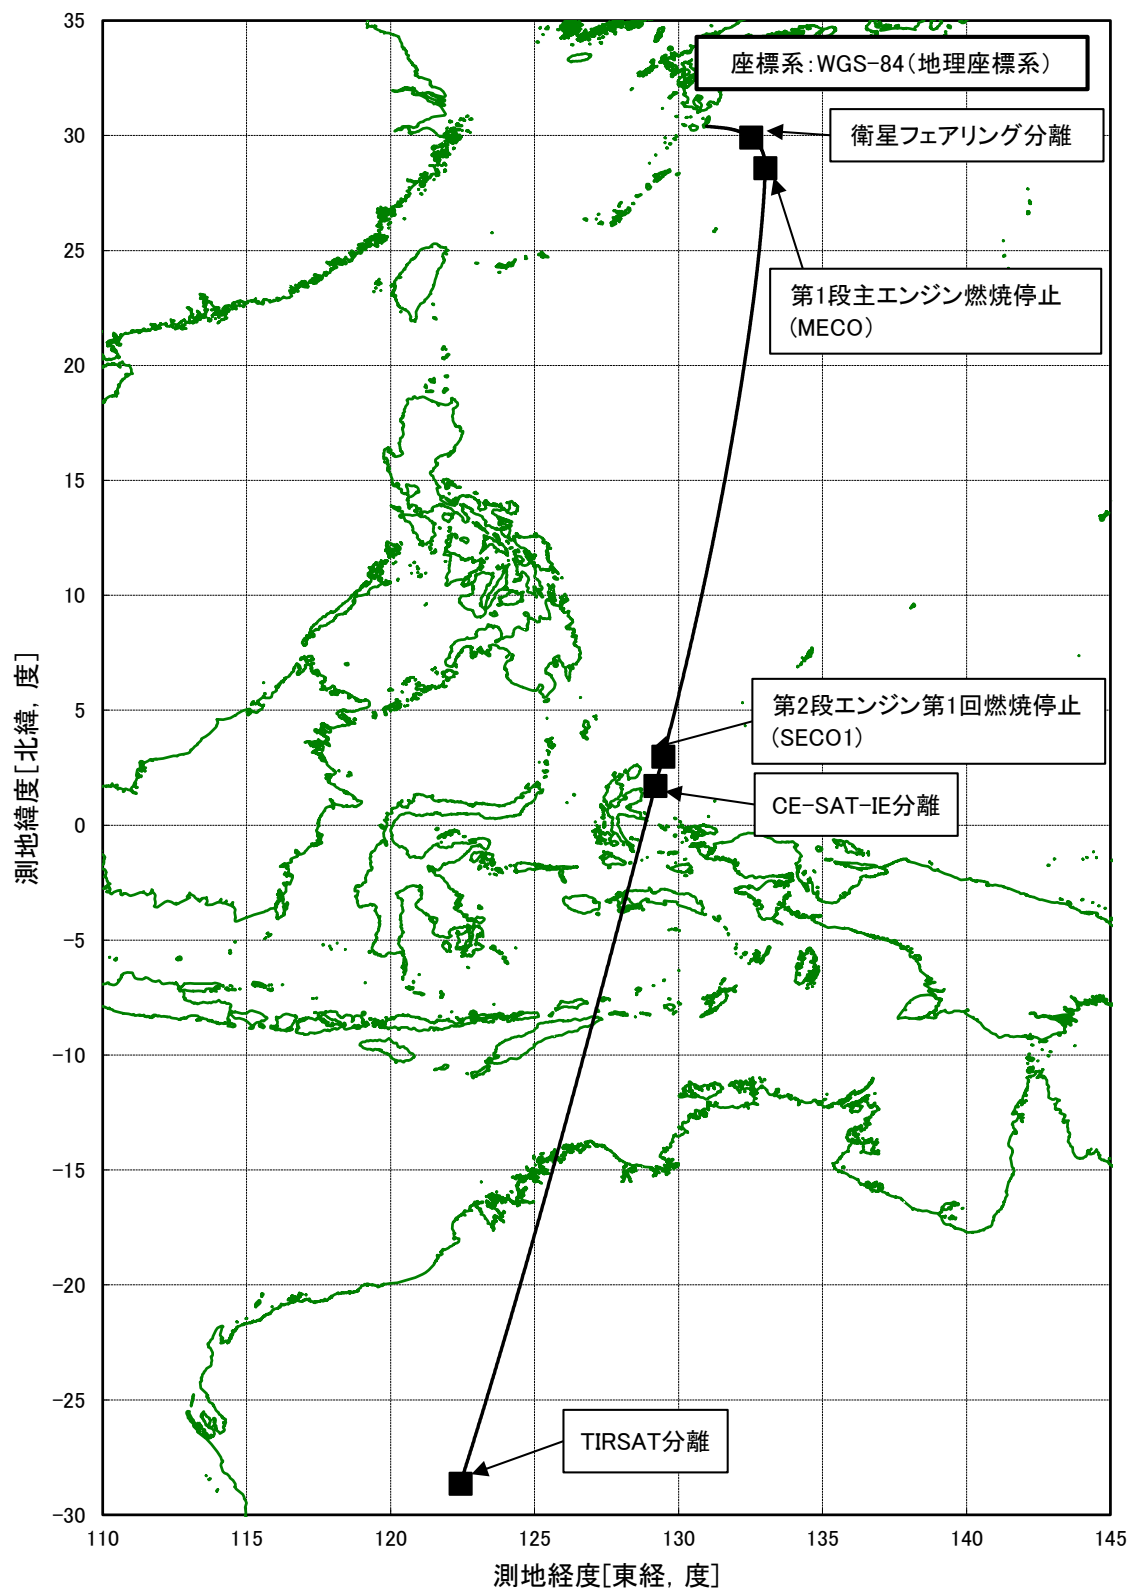 座標系:WGS-84(地理座標系)
衛星フェアリング分離
第1段主エンジン燃焼停止
(MECO)
第2段エンジン第1回燃焼停止
(SECO1)
CE-SAT-IE分離
TIRSAT分離
測地緯度[北緯, 度]
35
30
25
20
15
10
5
0
-5
-10
-15
-20
-25
-30
110 115 120 125 130 135 140 145
測地経度[東経, 度]